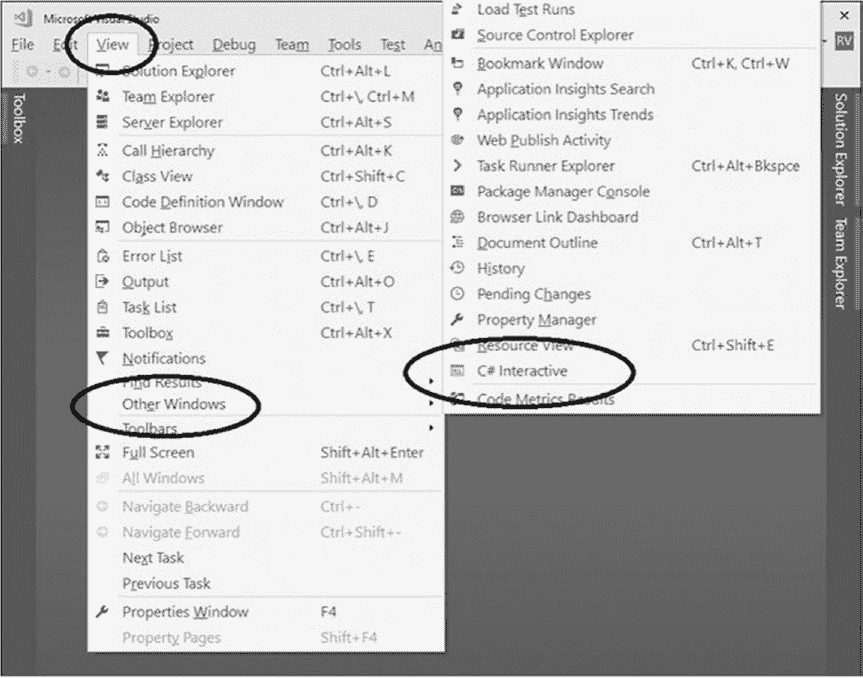 Microsoft Visual Studio
File Edit View Project Debug Team Tools Test An
RV
Toolbox
Solution Explorer Ctrl+Alt+L
Team Explorer Ctrl+\, Ctrl+M
Server Explorer Ctrl+Alt+S
Call Hierarchy Ctrl+Alt+K
Class View Ctrl+Shift+C
Code Definition Window Ctrl+\, D
Object Browser Ctrl+Alt+J
Error List Ctrl+\, E
Output Ctrl+Alt+O
Task List Ctrl+\, T
Toolbox Ctrl+Alt+X
Notifications
Find Results
Other Windows
Toolbars
Full Screen Shift+Alt+Enter
All Windows Shift+Alt+M
Navigate Backward Ctrl+-
Navigate Forward Ctrl+Shift+-
Next Task
Previous Task
Properties Window F4
Property Pages Shift+F4
Load Test Runs
Source Control Explorer
Bookmark Window Ctrl+K, Ctrl+W
Application Insights Search
Application Insights Trends
Web Publish Activity
Task Runner Explorer Ctrl+Alt+Bkspce
Package Manager Console
Browser Link Dashboard
Document Outline Ctrl+Alt+T
History
Pending Changes
Property Manager
Resource View Ctrl+Shift+E
C# Interactive
Code Metrics Results
Solution Explorer
Team Explorer